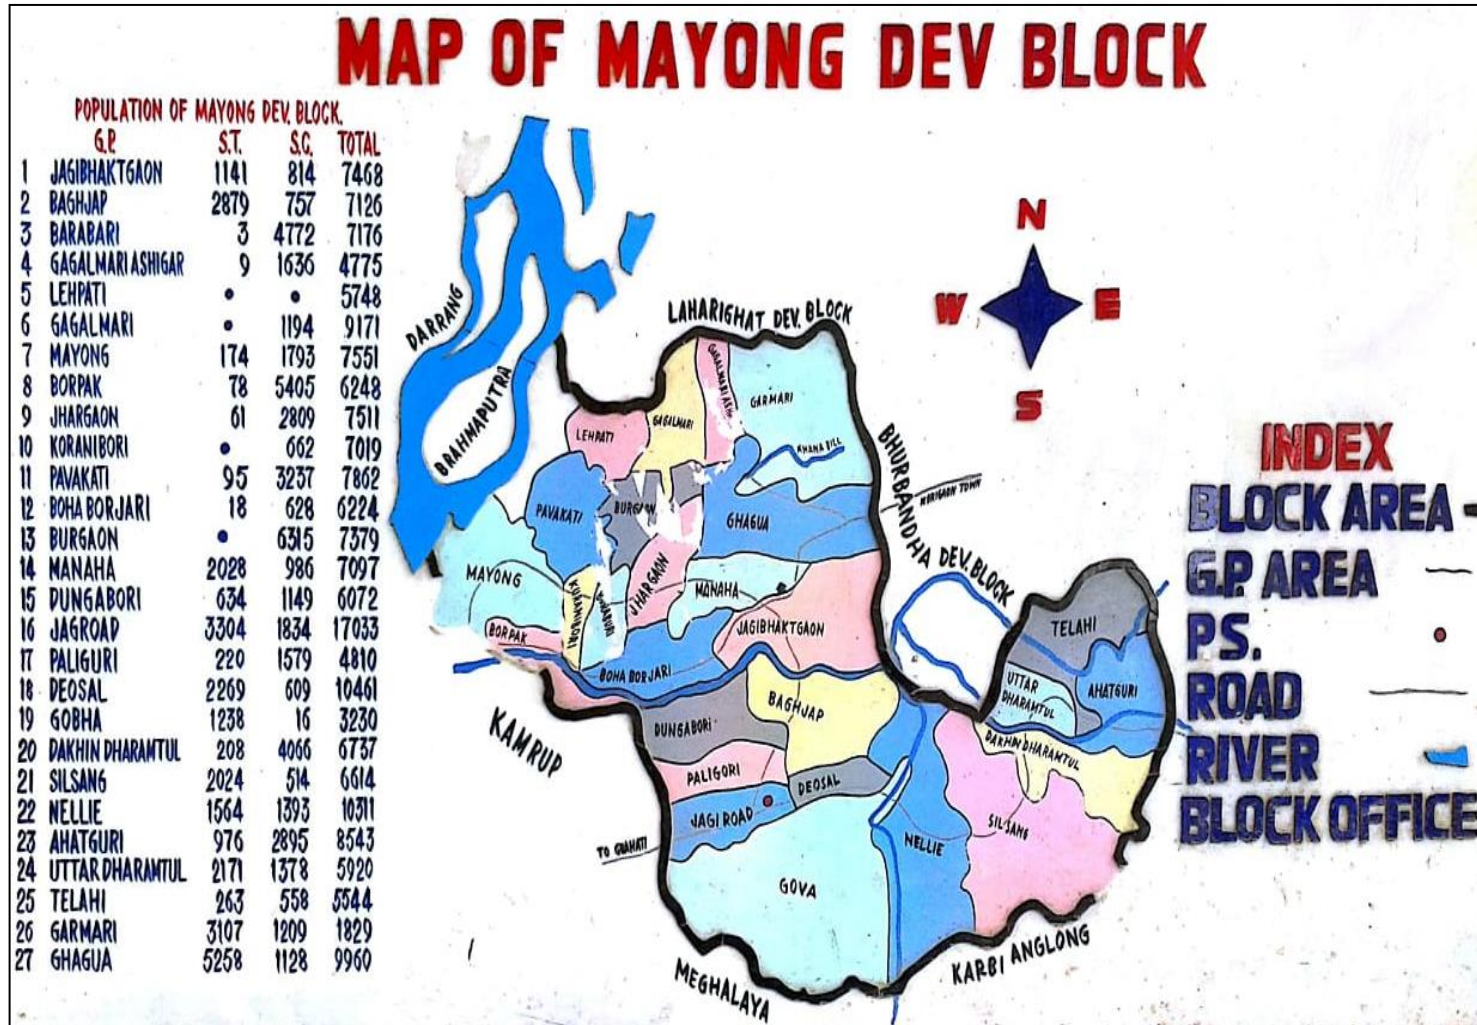 MAP OF MAYONG DEV BLOCK
POPULATION OF MAYONG DEV. BLOCK.
G.P. S.T. S.C. TOTAL
1 JAGIBHAKTGAON 1141 814 7468
2 BAGHJAP 2879 757 7126
3 BARABARI 3 4772 7176
4 GAGALMARI ASHIGAR 9 1636 4775
5 LEHPATI • • 5748
6 GAGALMARI • 1194 9171
7 MAYONG 174 1793 7551
8 BORPAK 78 5405 6248
9 JHARGAON 61 2809 7511
10 KORANIBORI • 662 7019
11 PAVAKATI 95 3237 7862
12 BOHA BORJARI 18 628 6224
13 BURGAON • 6315 7379
14 MANAHA 2028 986 7097
15 DUNGABORI 634 1149 6072
16 JAGROAD 3304 1834 17033
17 PALIGURI 220 1579 4810
18 DEOSAL 2269 609 10461
19 GOBHA 1238 16 3230
20 DAKHIN DHARAMTUL 208 4066 6737
21 SILSANG 2024 514 6614
22 NELLIE 1564 1393 10311
23 AHATGURI 976 2895 8543
24 UTTAR DHARAMTUL 2171 1378 5920
25 TELAHI 263 558 5544
26 GARMARI 3107 1209 1829
27 GHAGUA 5258 1128 9960
DARRANG
BRAHMAPUTRA
LAHARIGHAT DEV. BLOCK
N
W E
S
GARMARI
LEHPATI
GAGALMARI
BHURBANDHA DEV. BLOCK
MORIGAON TOWN
PAVAKATI
BURGAON
GHAGUA
MAYONG
JHARGAON
MANAHA
BORPAK
JAGIBHAKTGAON
BOHA BORJARI
TELAHI
UTTAR
DHARAMTUL
AHATGURI
KAMRUP
DUNGABORI
BAGHJAP
DAKHIN DHARAMTUL
PALIGORI
DEOSAL
JAGI ROAD
SILSANG
NELLIE
TO GUAHATI
GOVA
MEGHALAYA
KARBI ANGLONG
INDEX
BLOCK AREA -
G.P. AREA
P.S.
ROAD
RIVER
BLOCK OFFICE